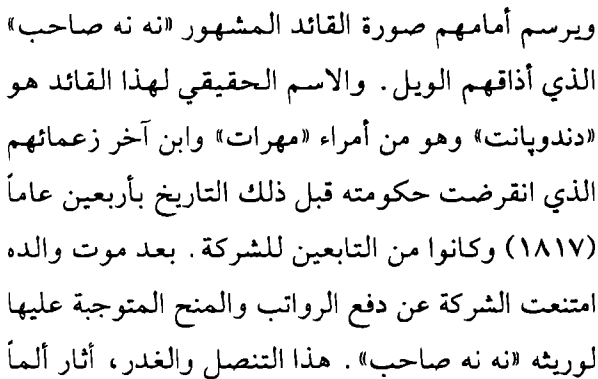 ويرسم أمامهم صورة القائد المشهور «نه نه صاحب»
الذي أذاقهم الويل. والاسم الحقيقي لهذا القائد هو
«دندوپانت» وهو من أمراء «مهرات» وابن آخر زعمائهم
الذي انقرضت حكومته قبل ذلك التاريخ بأربعين عاماً
(١٨١٧) وكانوا من التابعين للشركة. بعد موت والده
امتنعت الشركة عن دفع الرواتب والمنح المتوجبة عليها
لوريثه «نه نه صاحب». هذا التنصل والغدر، أثار ألماً